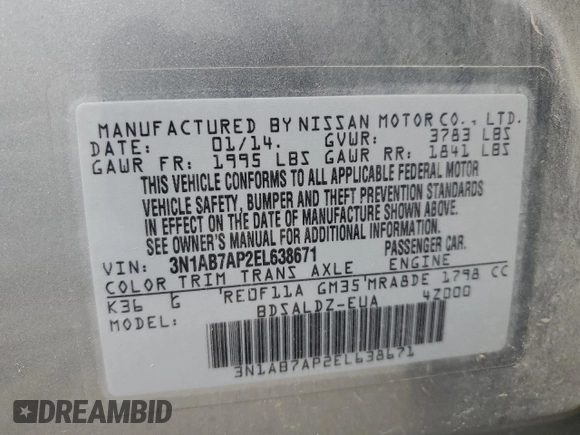 MANUFACTURED BY NISSAN MOTOR CO., LTD.
DATE: 01/14. GVWR: 3783 LBS
GAWR FR: 1995 LBS GAWR RR: 1841 LBS
THIS VEHICLE CONFORMS TO ALL APPLICABLE FEDERAL MOTOR
VEHICLE SAFETY, BUMPER AND THEFT PREVENTION STANDARDS
IN EFFECT ON THE DATE OF MANUFACTURE SHOWN ABOVE.
SEE OWNER'S MANUAL FOR ADDITIONAL INFORMATION.
VIN: 3N1AB7AP2EL638671 PASSENGER CAR.
COLOR TRIM TRANS AXLE ENGINE
K36 G 'RE0F11A GM35'MRA8DE 1798 CC
MODEL: BDSALDZ-EUA 4Z000
3N1AB7AP2EL638671
DREAMBID